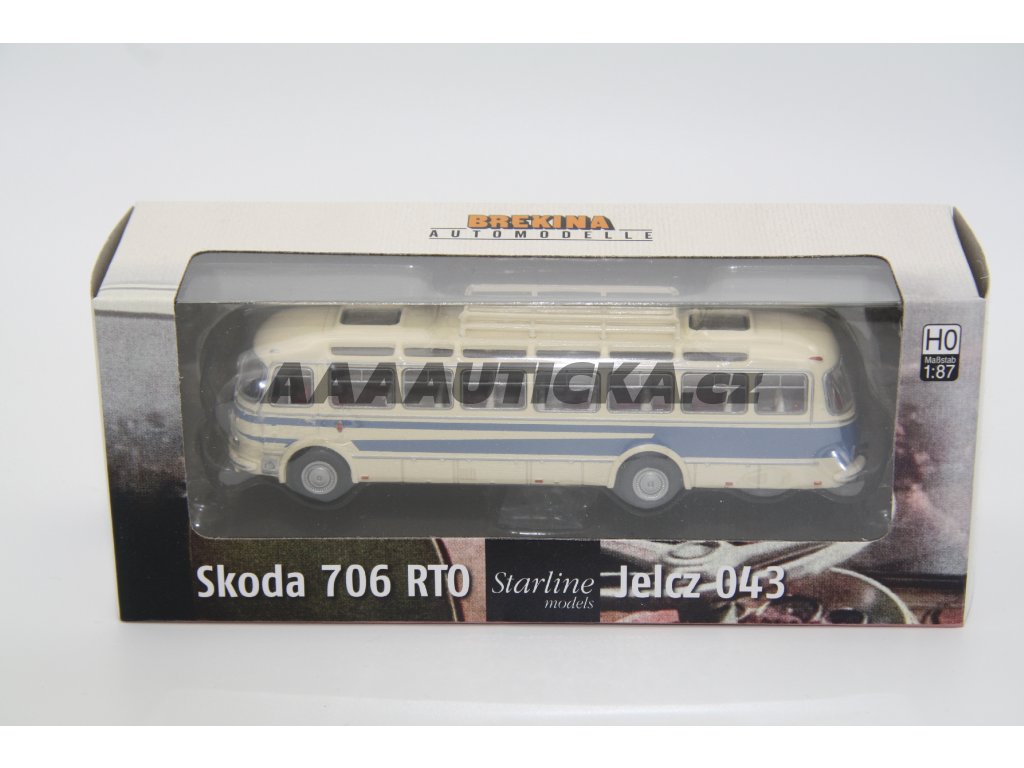 BREKINA
AUTOMODELLE
H0
Maßstab
1:87
AAAAUTICKA.cz
Skoda 706 RTO
Starline
models
Jelcz 043